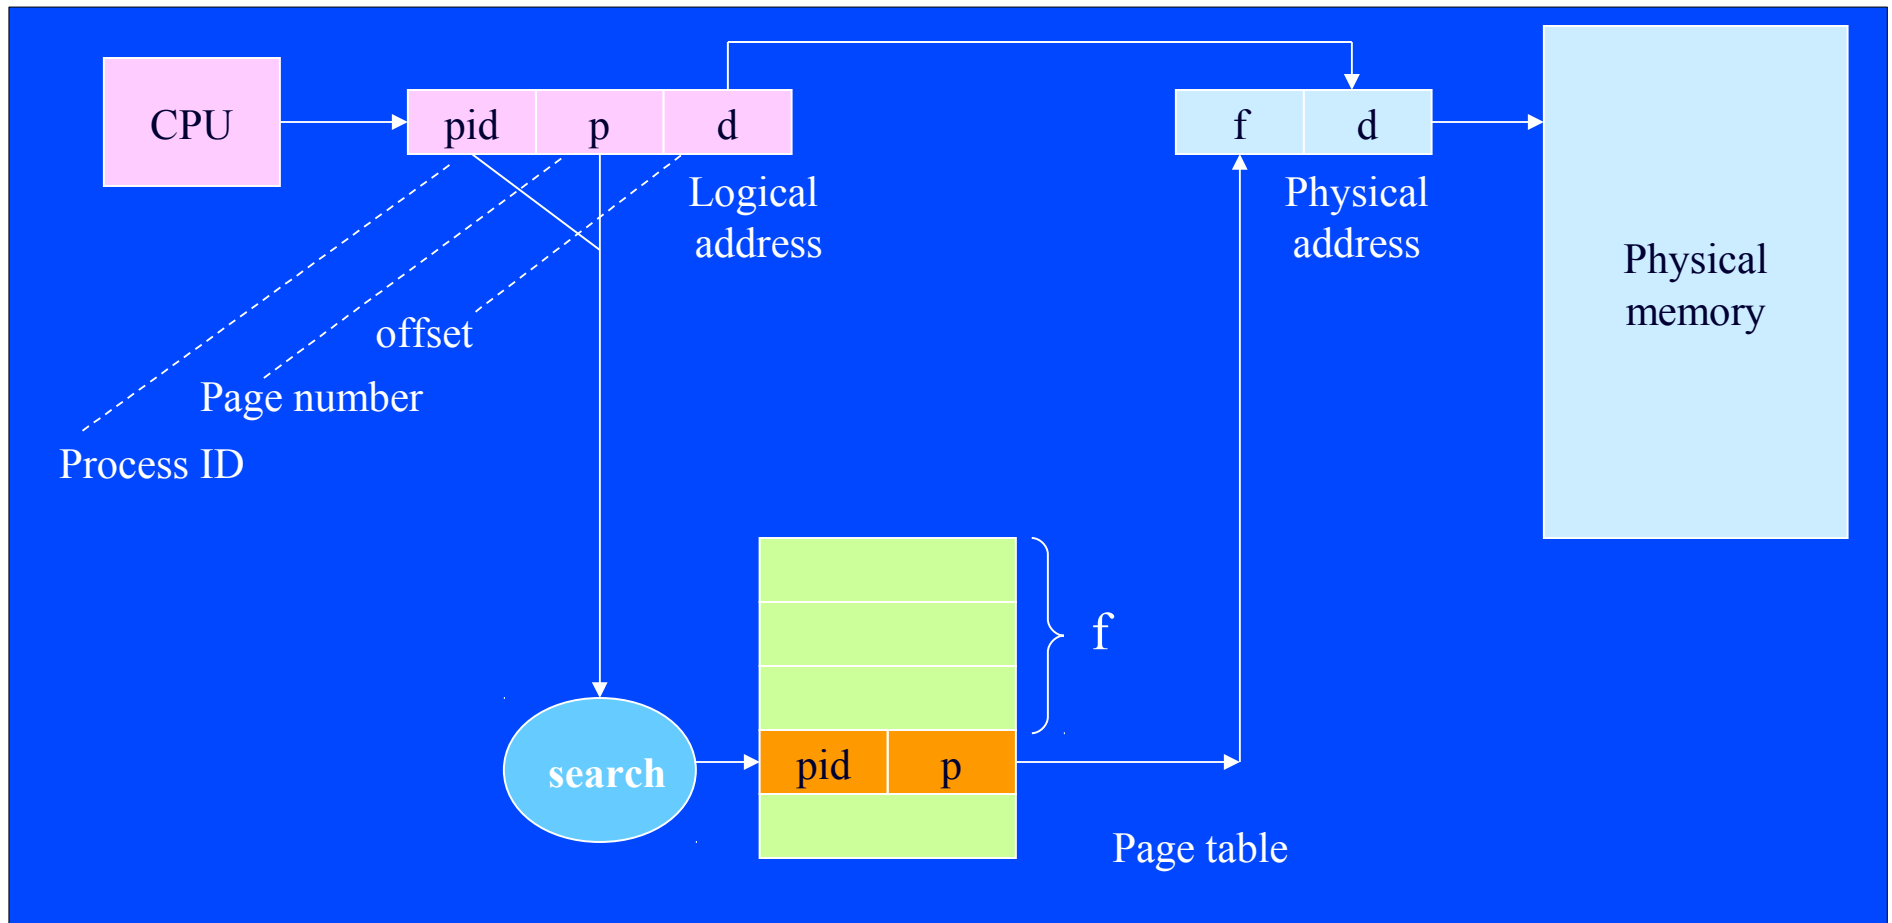 CPU
pid p d
f d
Logical
address
Physical
address
Physical
memory
offset
Page number
Process ID
f
search
pid p
Page table